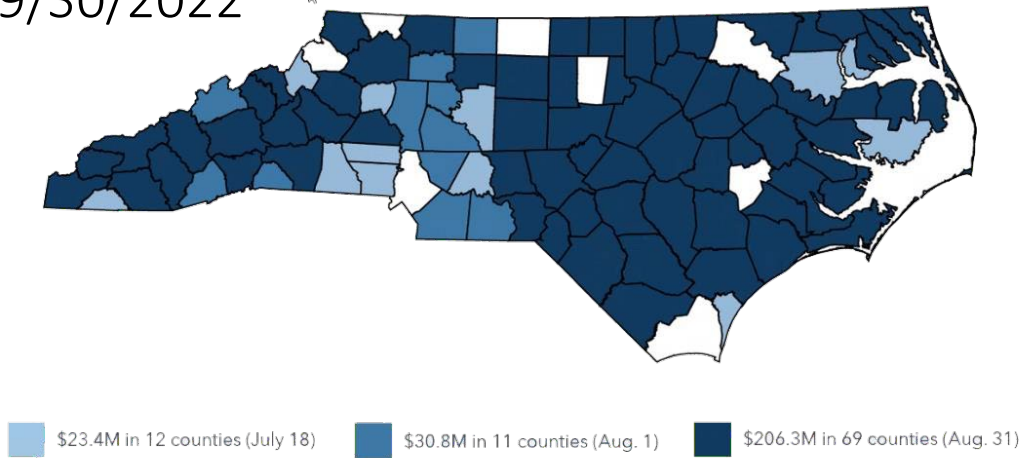 9/30/2022
$23.4M in 12 counties (July 18)
$30.8M in 11 counties (Aug. 1)
$206.3M in 69 counties (Aug. 31)